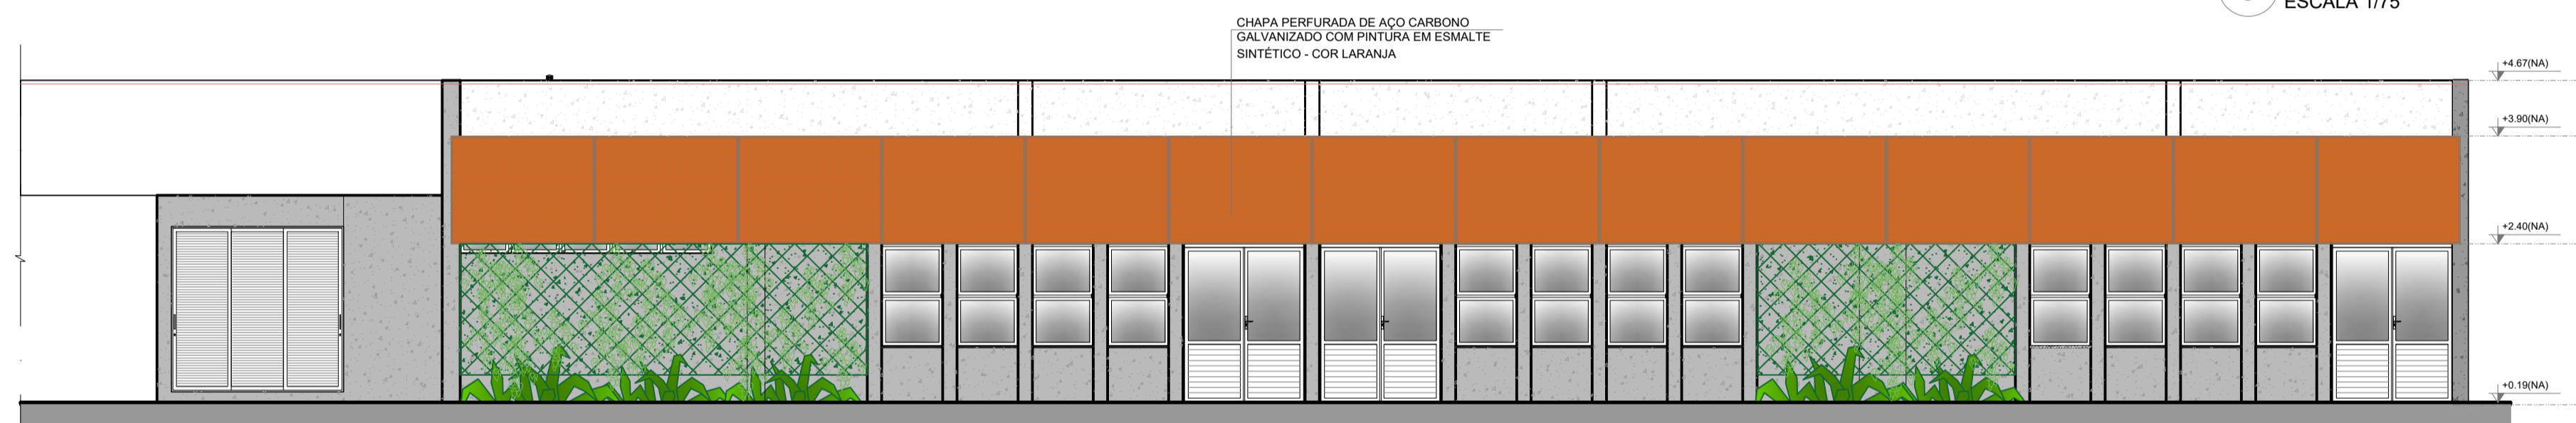 ESCALA 1/75
CHAPA PERFURADA DE AÇO CARBONO
GALVANIZADO COM PINTURA EM ESMALTE
SINTÉTICO - COR LARANJA
+4.67(NA)
+3.90(NA)
+2.40(NA)
+0.19(NA)